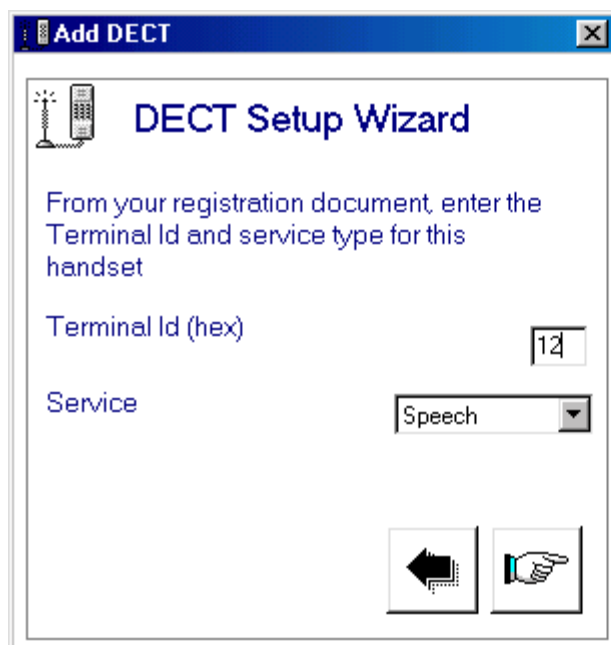 Add DECT
DECT Setup Wizard
From your registration document, enter the
Terminal Id and service type for this
handset
Terminal Id (hex)
12
Service
Speech